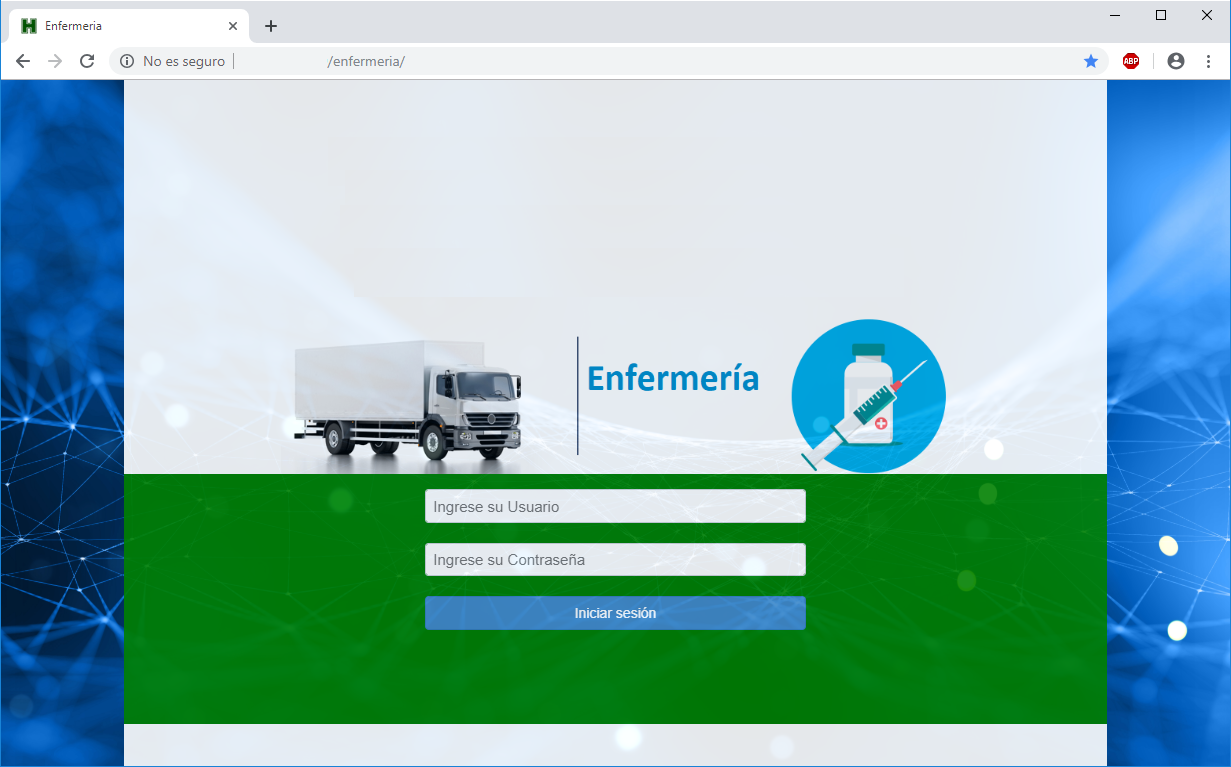 Enfermeria
No es seguro
/enfermeria/
ABP
Enfermería
Ingrese su Usuario
Ingrese su Contraseña
Iniciar sesión